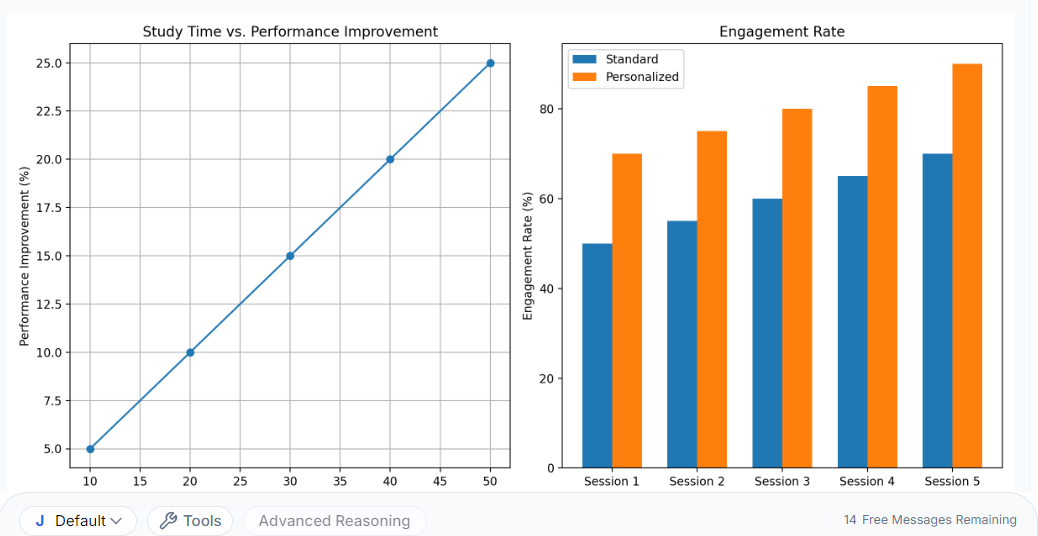 Study Time vs. Performance Improvement
Performance Improvement (%)
25.0
22.5
20.0
17.5
15.0
12.5
10.0
7.5
5.0
10 15 20 25 30 35 40 45 50
Engagement Rate
Standard
Personalized
Engagement Rate (%)
80
60
40
20
0
Session 1 Session 2 Session 3 Session 4 Session 5
J Default Tools Advanced Reasoning 14 Free Messages Remaining